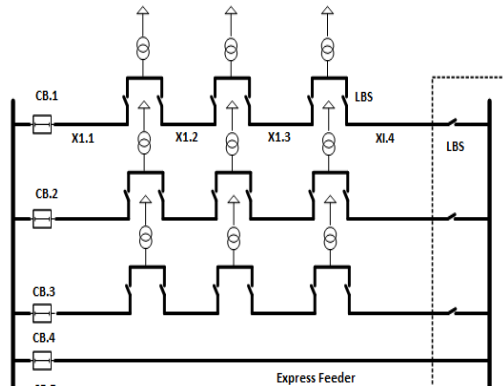 CB.1
LBS
X1.1
X1.2
X1.3
XI.4
LBS
CB.2
CB.3
CB.4
Express Feeder